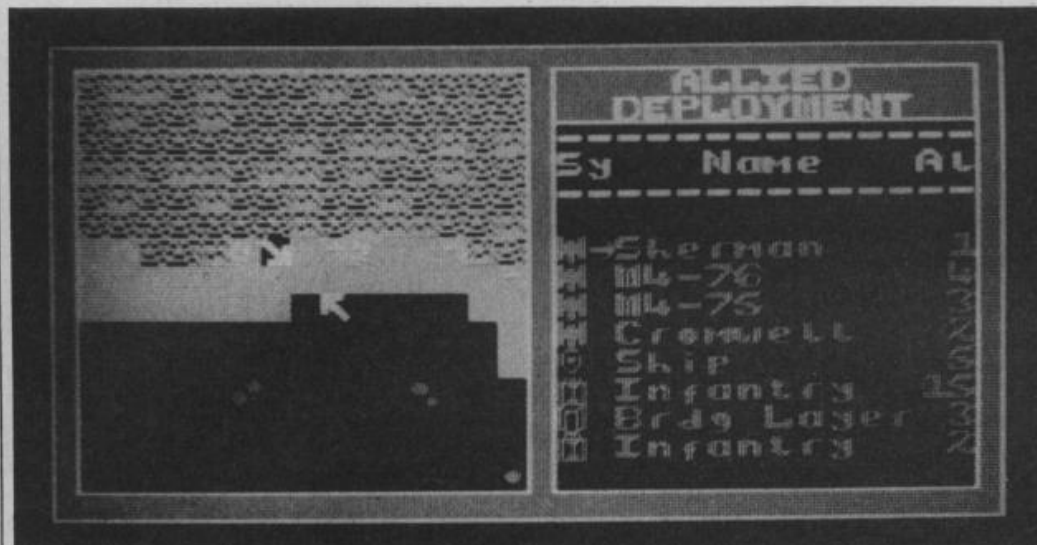 ALLIED
DEPLOYMENT
Sy Name AL
→Sherman
M4-76
M4-75
Cromwell
Ship
Infantry
Brdg Layer
Infantry